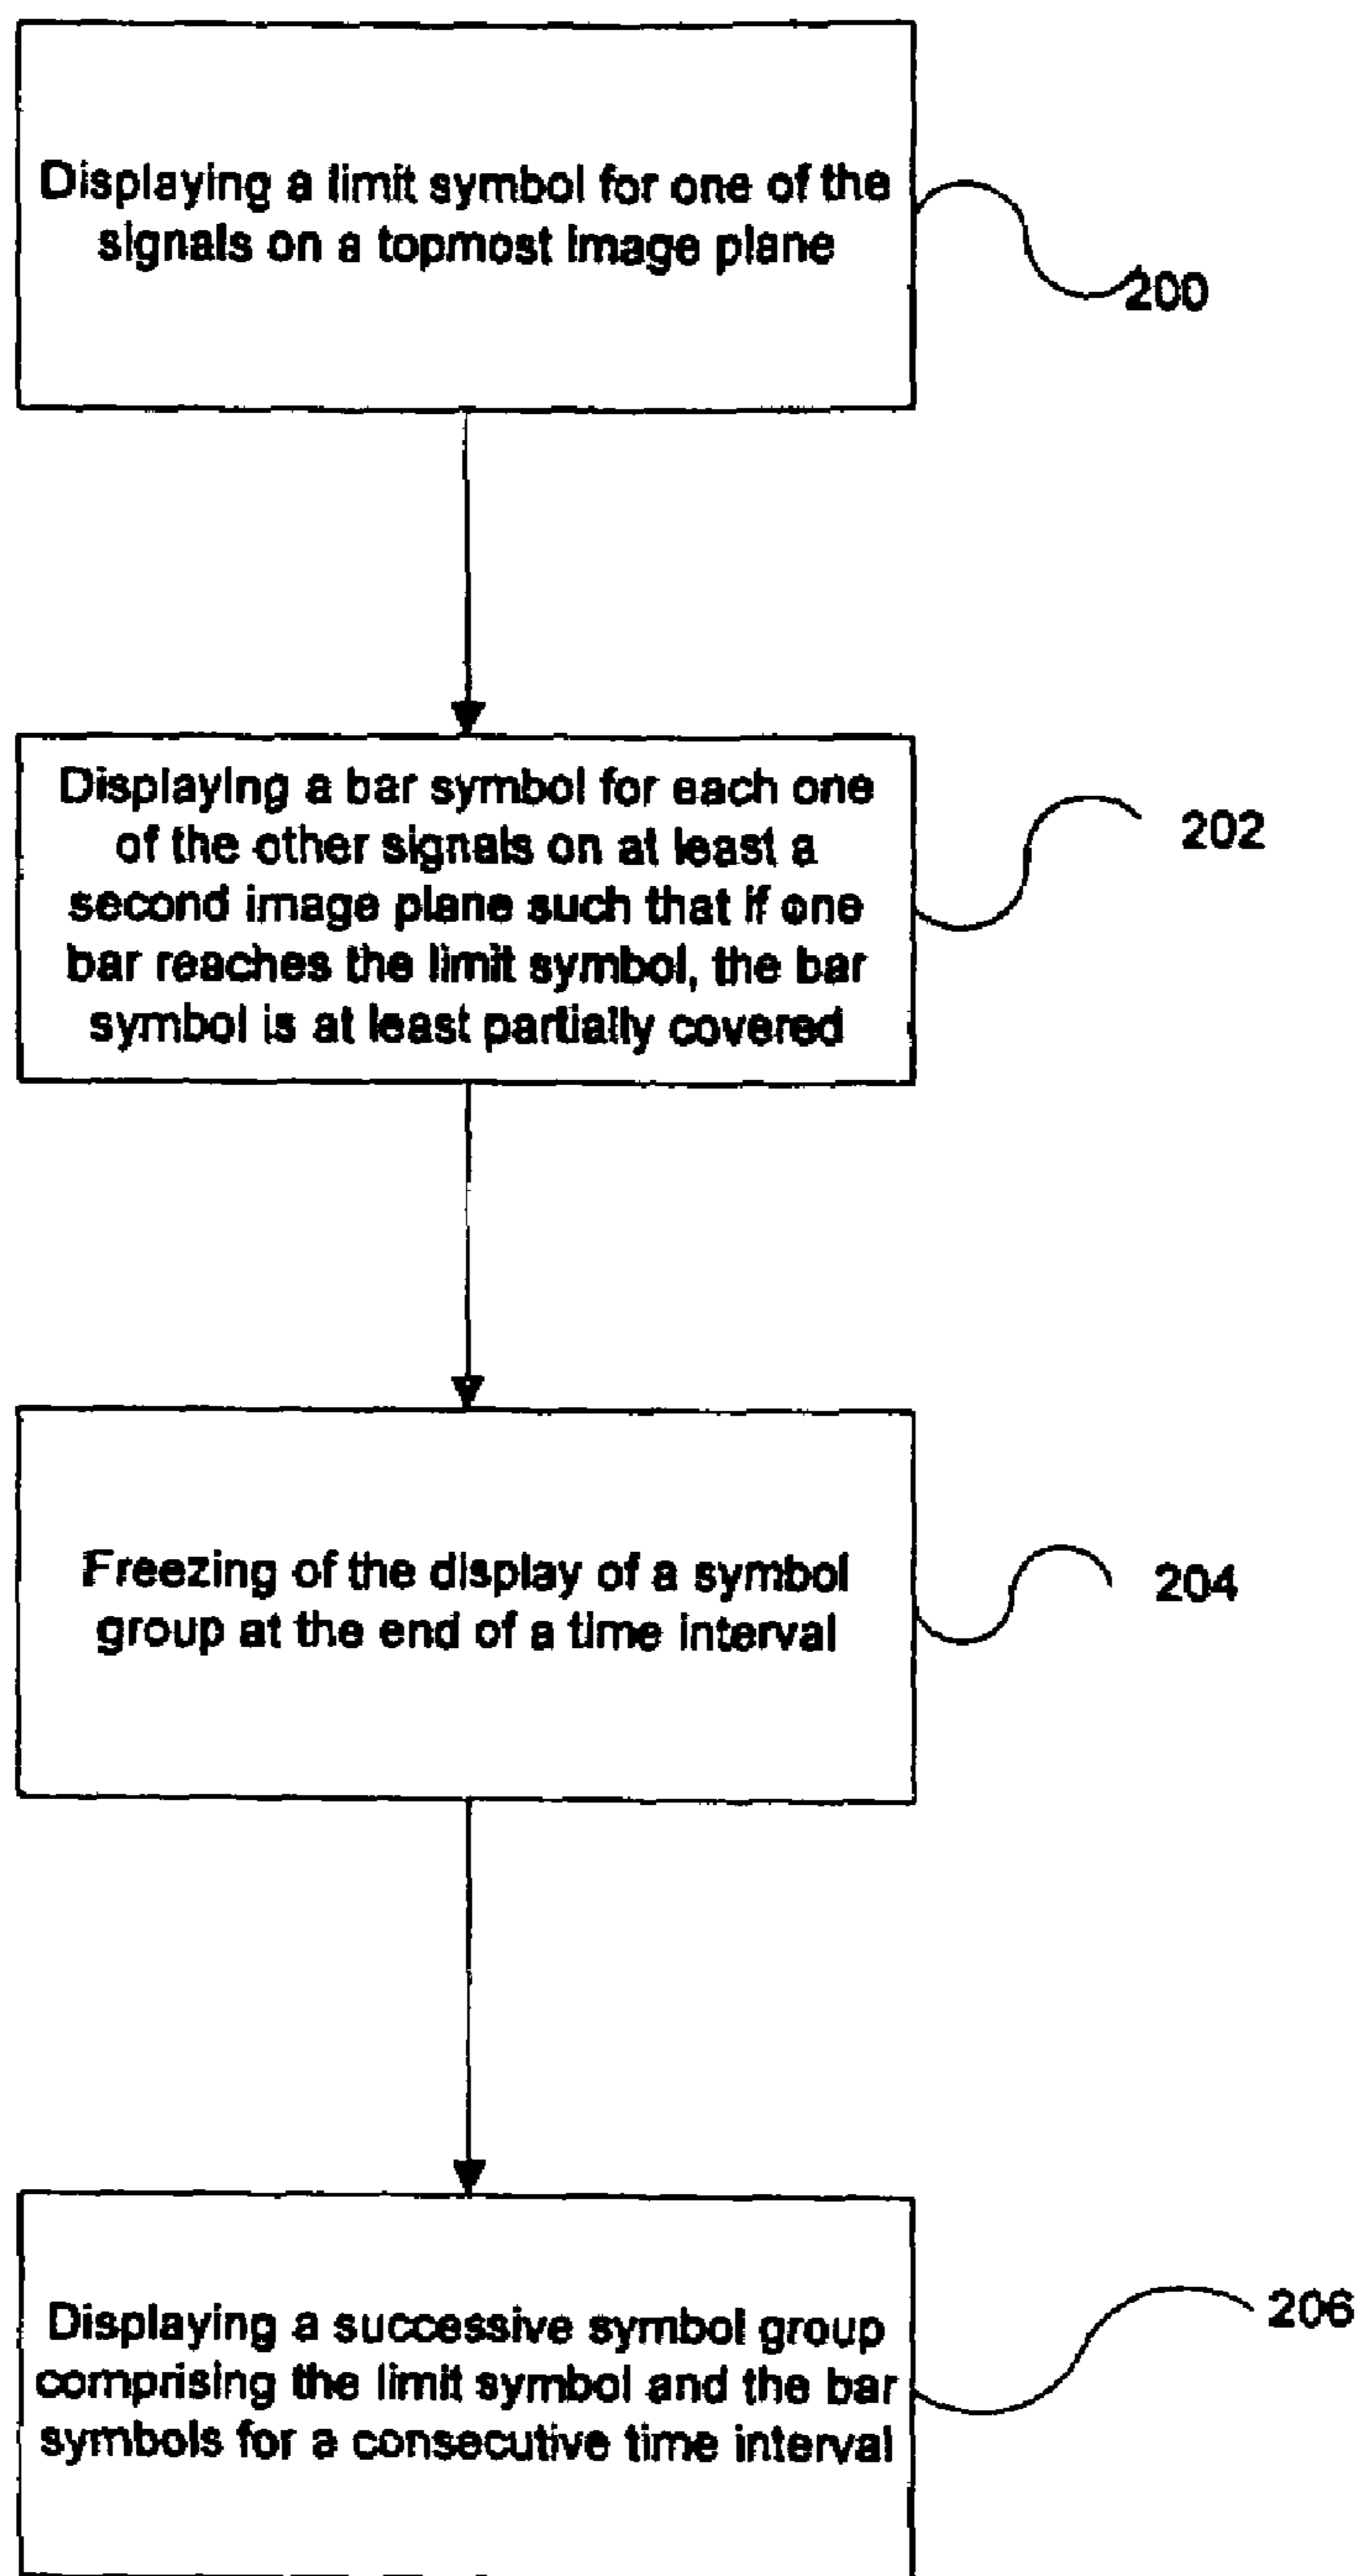 Displaying a limit symbol for one of the
signals on a topmost image plane
200
Displaying a bar symbol for each one
of the other signals on at least a
second image plane such that if one
bar reaches the limit symbol, the bar
symbol is at least partially covered
202
Freezing of the display of a symbol
group at the end of a time interval
204
Displaying a successive symbol group
comprising the limit symbol and the bar
symbols for a consecutive time interval
206